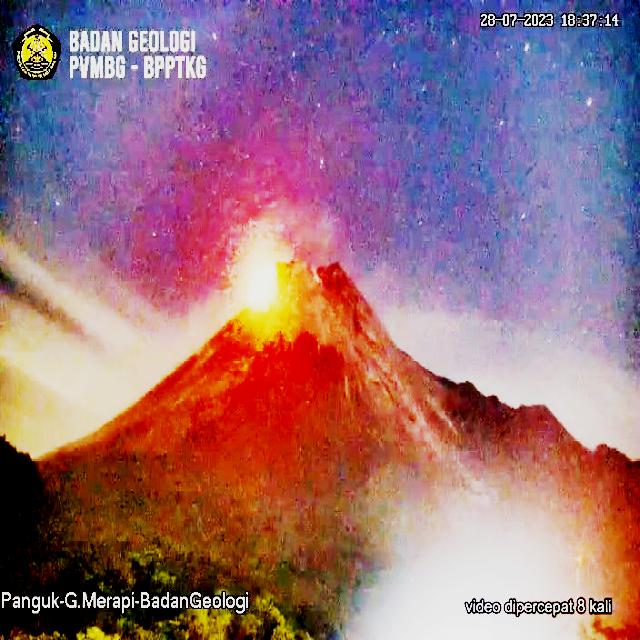 28-07-2023 18:37:14
BADAN GEOLOGI
PVMBG - BPPTKG
Panguk-G.Merapi-BadanGeologi
video dipercepat 8 kali